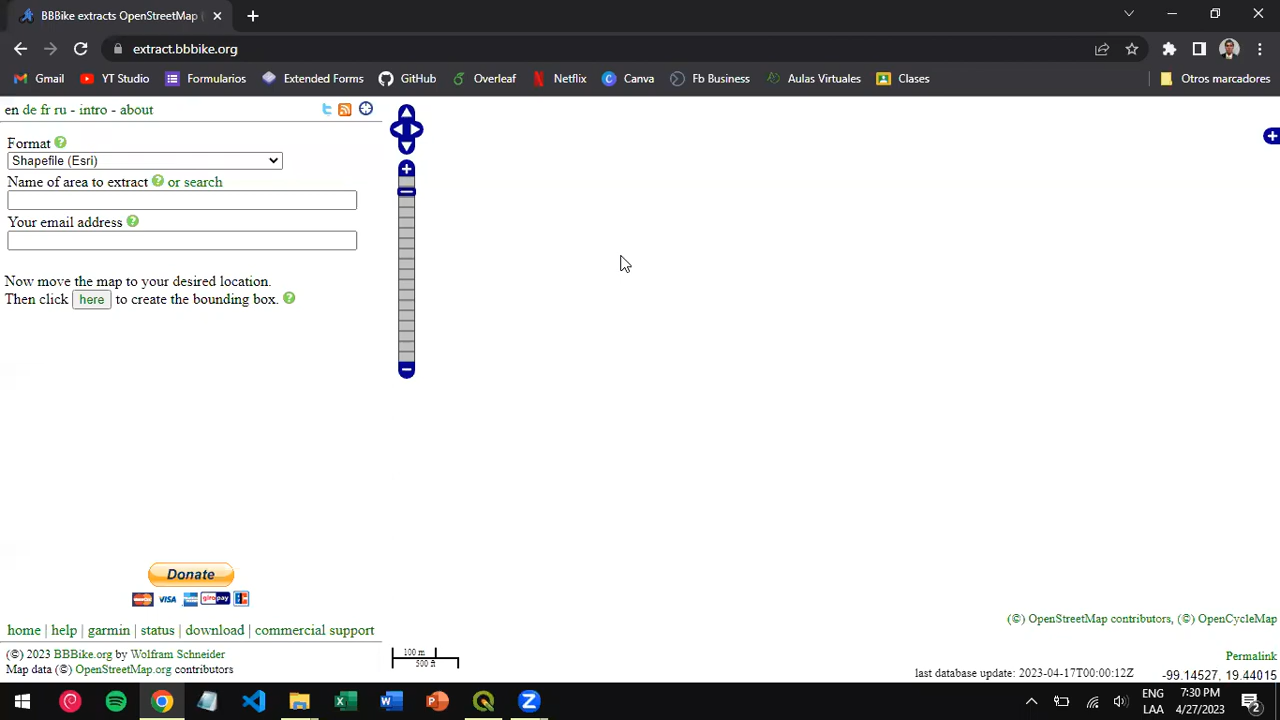 BBBike extracts OpenStreetMap (
extract.bbbike.org
Gmail YT Studio Formularios Extended Forms GitHub Overleaf Netflix Canva Fb Business Aulas Virtuales Clases Otros marcadores
en de fr ru - intro - about
Format
Shapefile (Esri)
Name of area to extract or search
Your email address
Now move the map to your desired location.
Then click here to create the bounding box.
Donate
VISA
home | help | garmin | status | download | commercial support
(©) 2023 BBBike.org by Wolfram Schneider
Map data (©) OpenStreetMap.org contributors
100 m
500 ft
(©) OpenStreetMap contributors, (©) OpenCycleMap
Permalink
last database update: 2023-04-17T00:00:12Z -99.14527, 19.44015
ENG
LAA
7:30 PM
4/27/2023
2